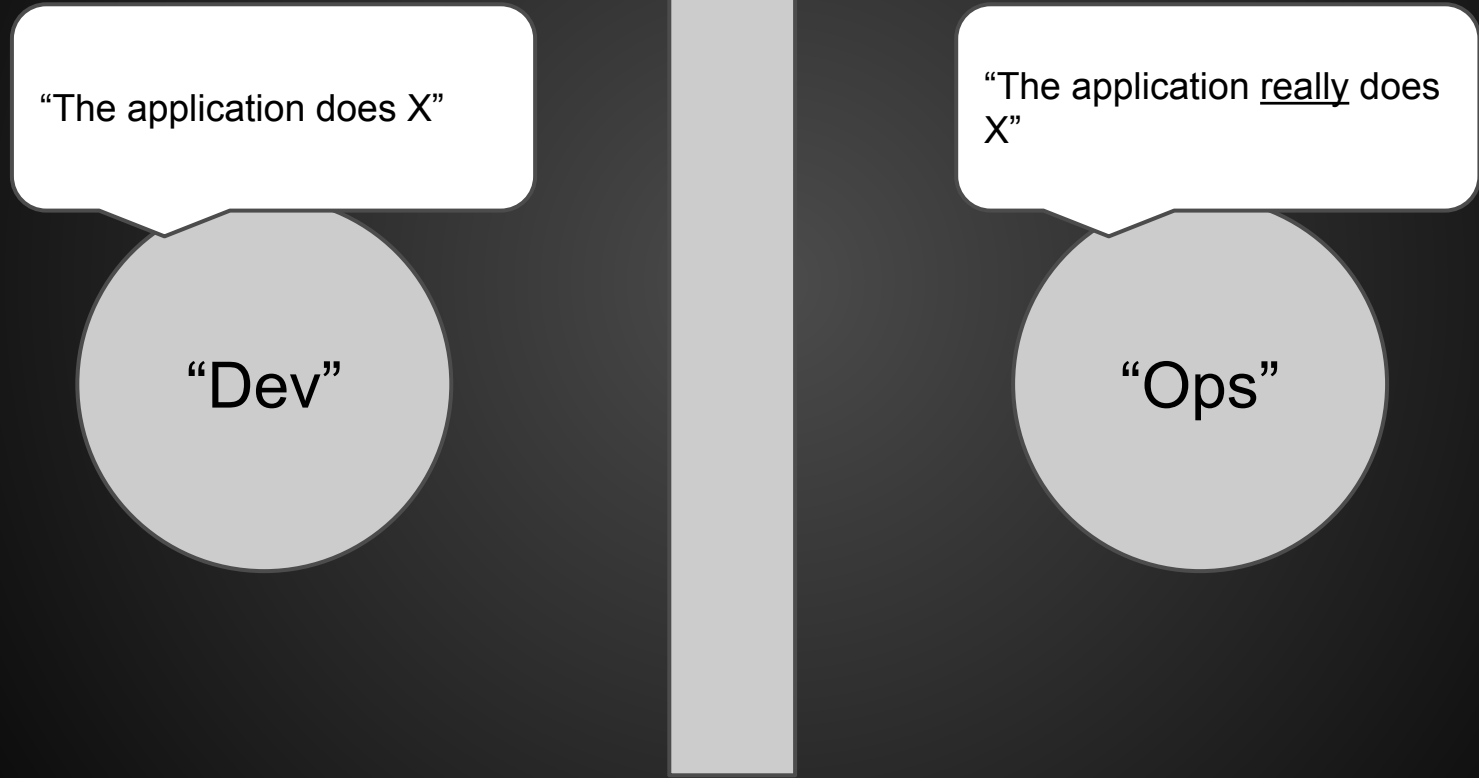 “The application does X”
“The application really does
X”
“Dev”
“Ops”